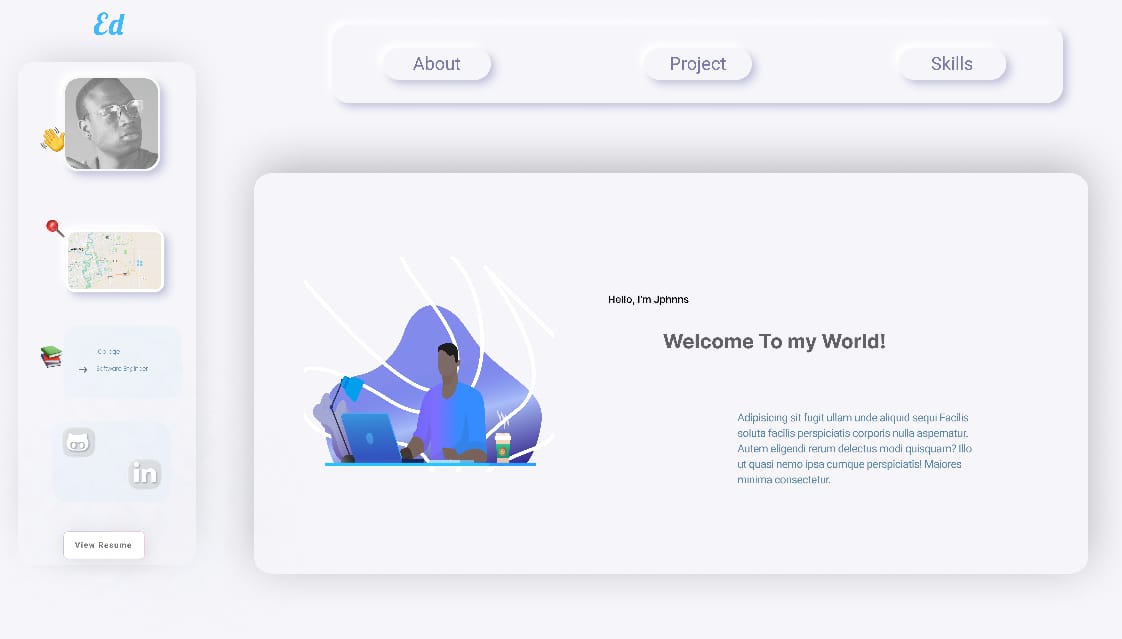 Ed
About
Project
Skills
College
→ Software Engineer
View Resume
Hello, I'm Jphnns
Welcome To my World!
Adipisicing sit fugit ullam unde aliquid sequi Facilis
soluta facilis perspiciatis corporis nulla aspernatur.
Autem eligendi rerum delectus modi quisquam? Illo
ut quasi nemo ipsa cumque perspiciatis! Maiores
minima consectetur.